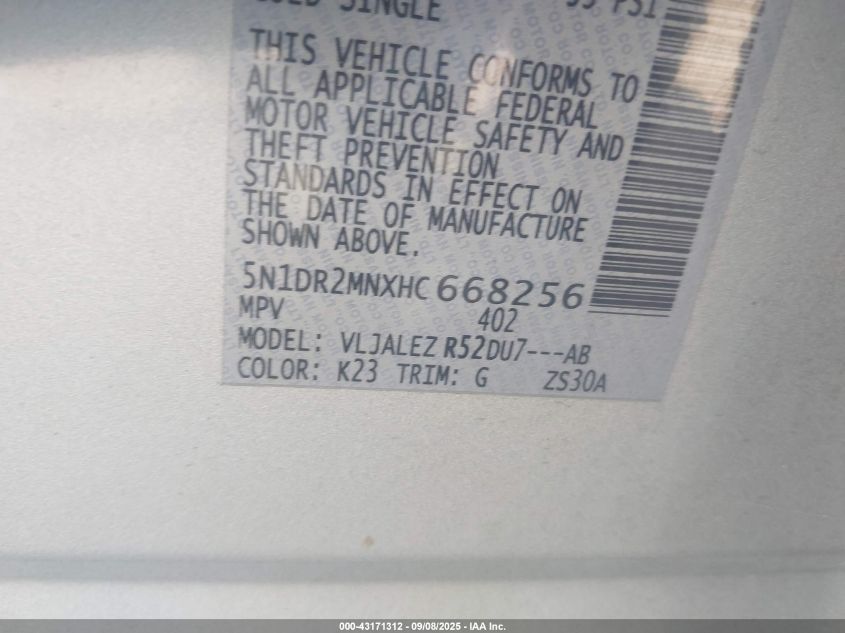 SINGLE PSI
THIS VEHICLE CONFORMS TO
ALL APPLICABLE FEDERAL
MOTOR VEHICLE SAFETY AND
THEFT PREVENTION
STANDARDS IN EFFECT ON
THE DATE OF MANUFACTURE
SHOWN ABOVE.
5N1DR2MNXHC668256
MPV 402
MODEL: VLJALEZ R52DU7---AB
COLOR: K23 TRIM: G ZS30A
000-43171312 - 09/08/2025 - IAA Inc.